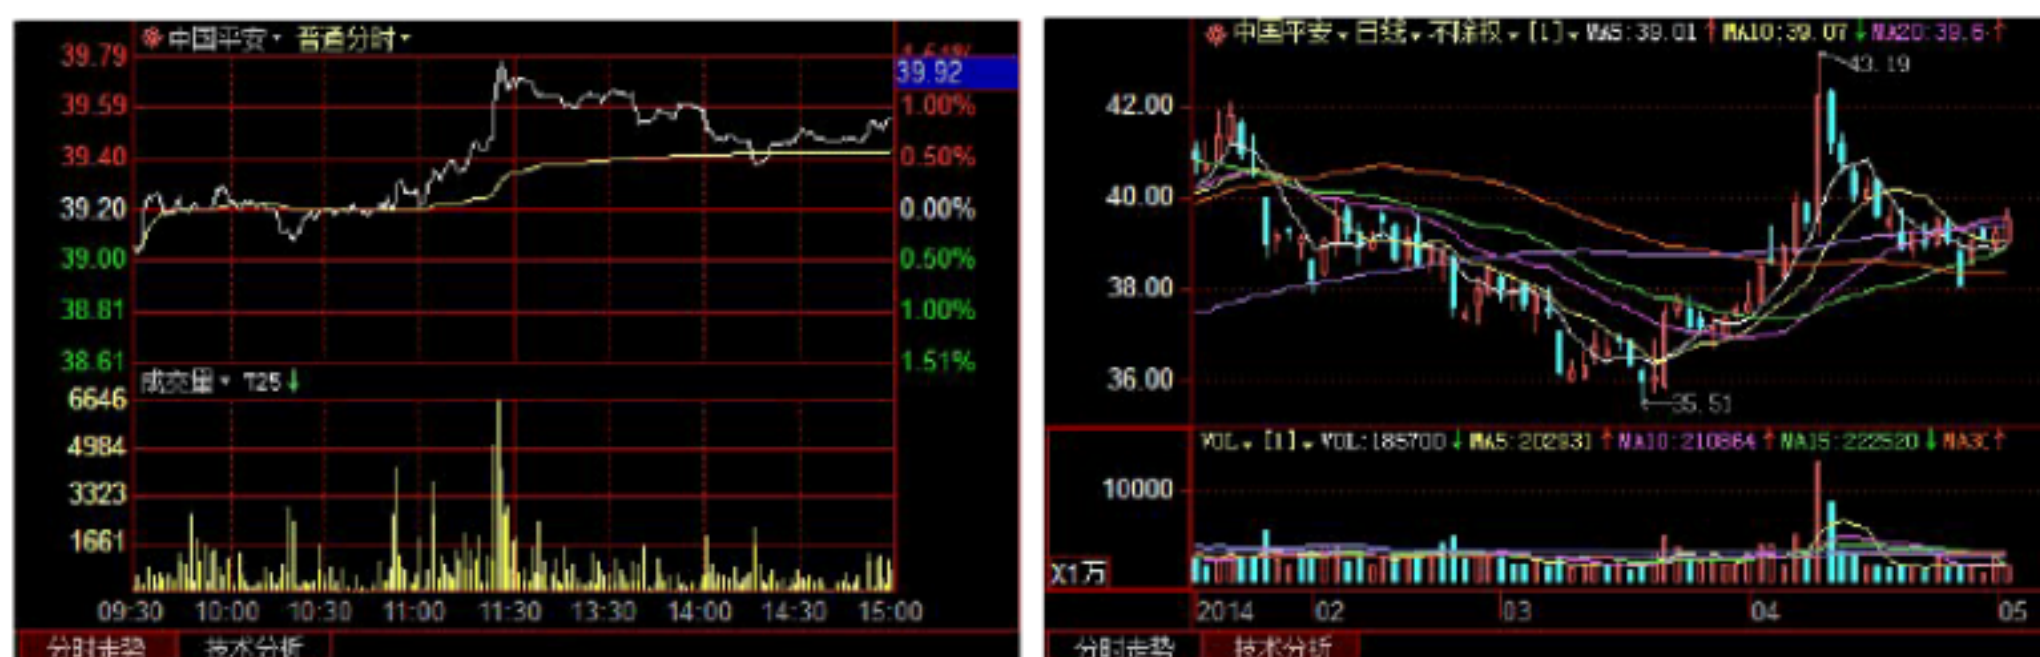 中国平安 普通分时
39.79
39.92
39.59 1.00%
39.40 0.50%
39.20 0.00%
39.00 0.50%
38.81 1.00%
38.61 1.51%
成交量 T25↓
6646
4984
3323
1661
09:30 10:00 10:30 11:00 11:30 13:30 14:00 14:30 15:00
分时走势 技术分析
中国平安 日线 不除权 [1] MA5:39.01↑ MA10:39.07↓ MA20:39.6↑
43.19
42.00
40.00
38.00
36.00
35.51
VOL [1] VOL:185700↓ MA5:202931↑ MA10:210864↑ MA15:222520↓ MA30↑
10000
X1万
2014 02 03 04 05
分时走势 技术分析